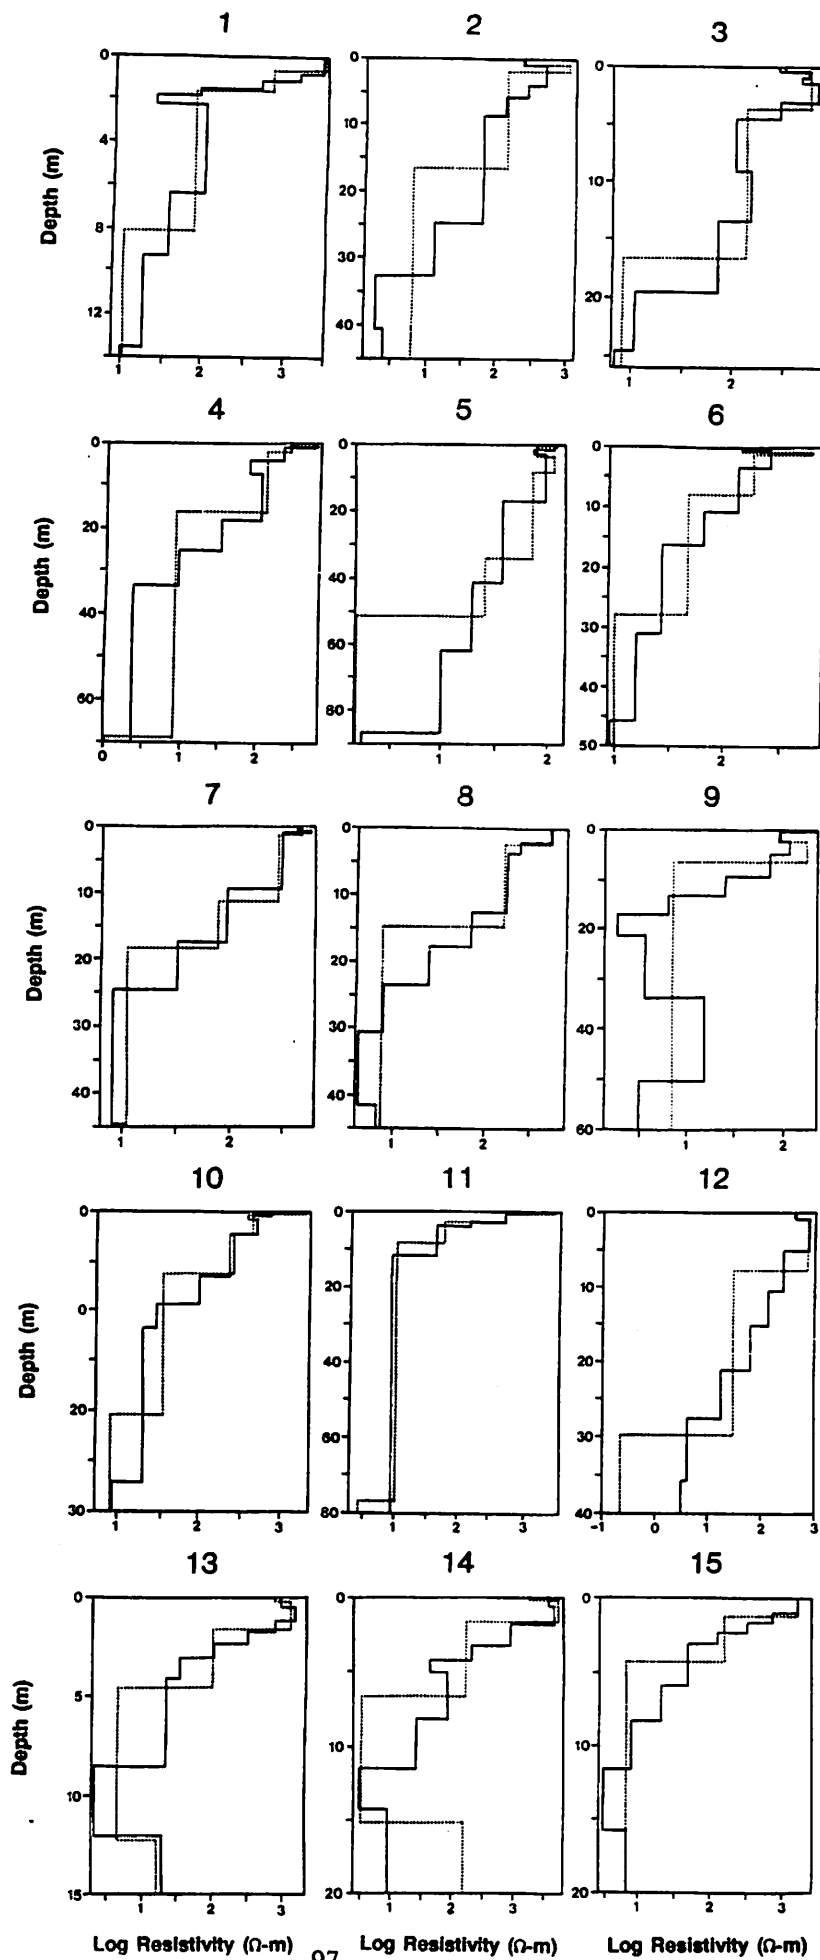 1 2 3
0 0 0
4 10 10
8 20 20
12 30
40
Depth (m)
1 2 3 1 2 3 1 2
4 5 6
0 0 0
20 20 10
40 40 20
60 60 30
80 40
50
Depth (m)
0 1 2 0 1 2 1 2
7 8 9
0 0 0
10 10 20
20 20 40
30 30 60
40 40
Depth (m)
1 2 1 2 1 2
10 11 12
0 0 0
0 20 10
20 40 20
30 60 30
80 40
Depth (m)
1 2 3 1 2 3 -1 0 1 2 3
13 14 15
0 0 0
5 10 10
10 20 20
15
Depth (m)
1 2 3 1 2 3 1 2 3
Log Resistivity (Ω-m) Log Resistivity (Ω-m) Log Resistivity (Ω-m)
97